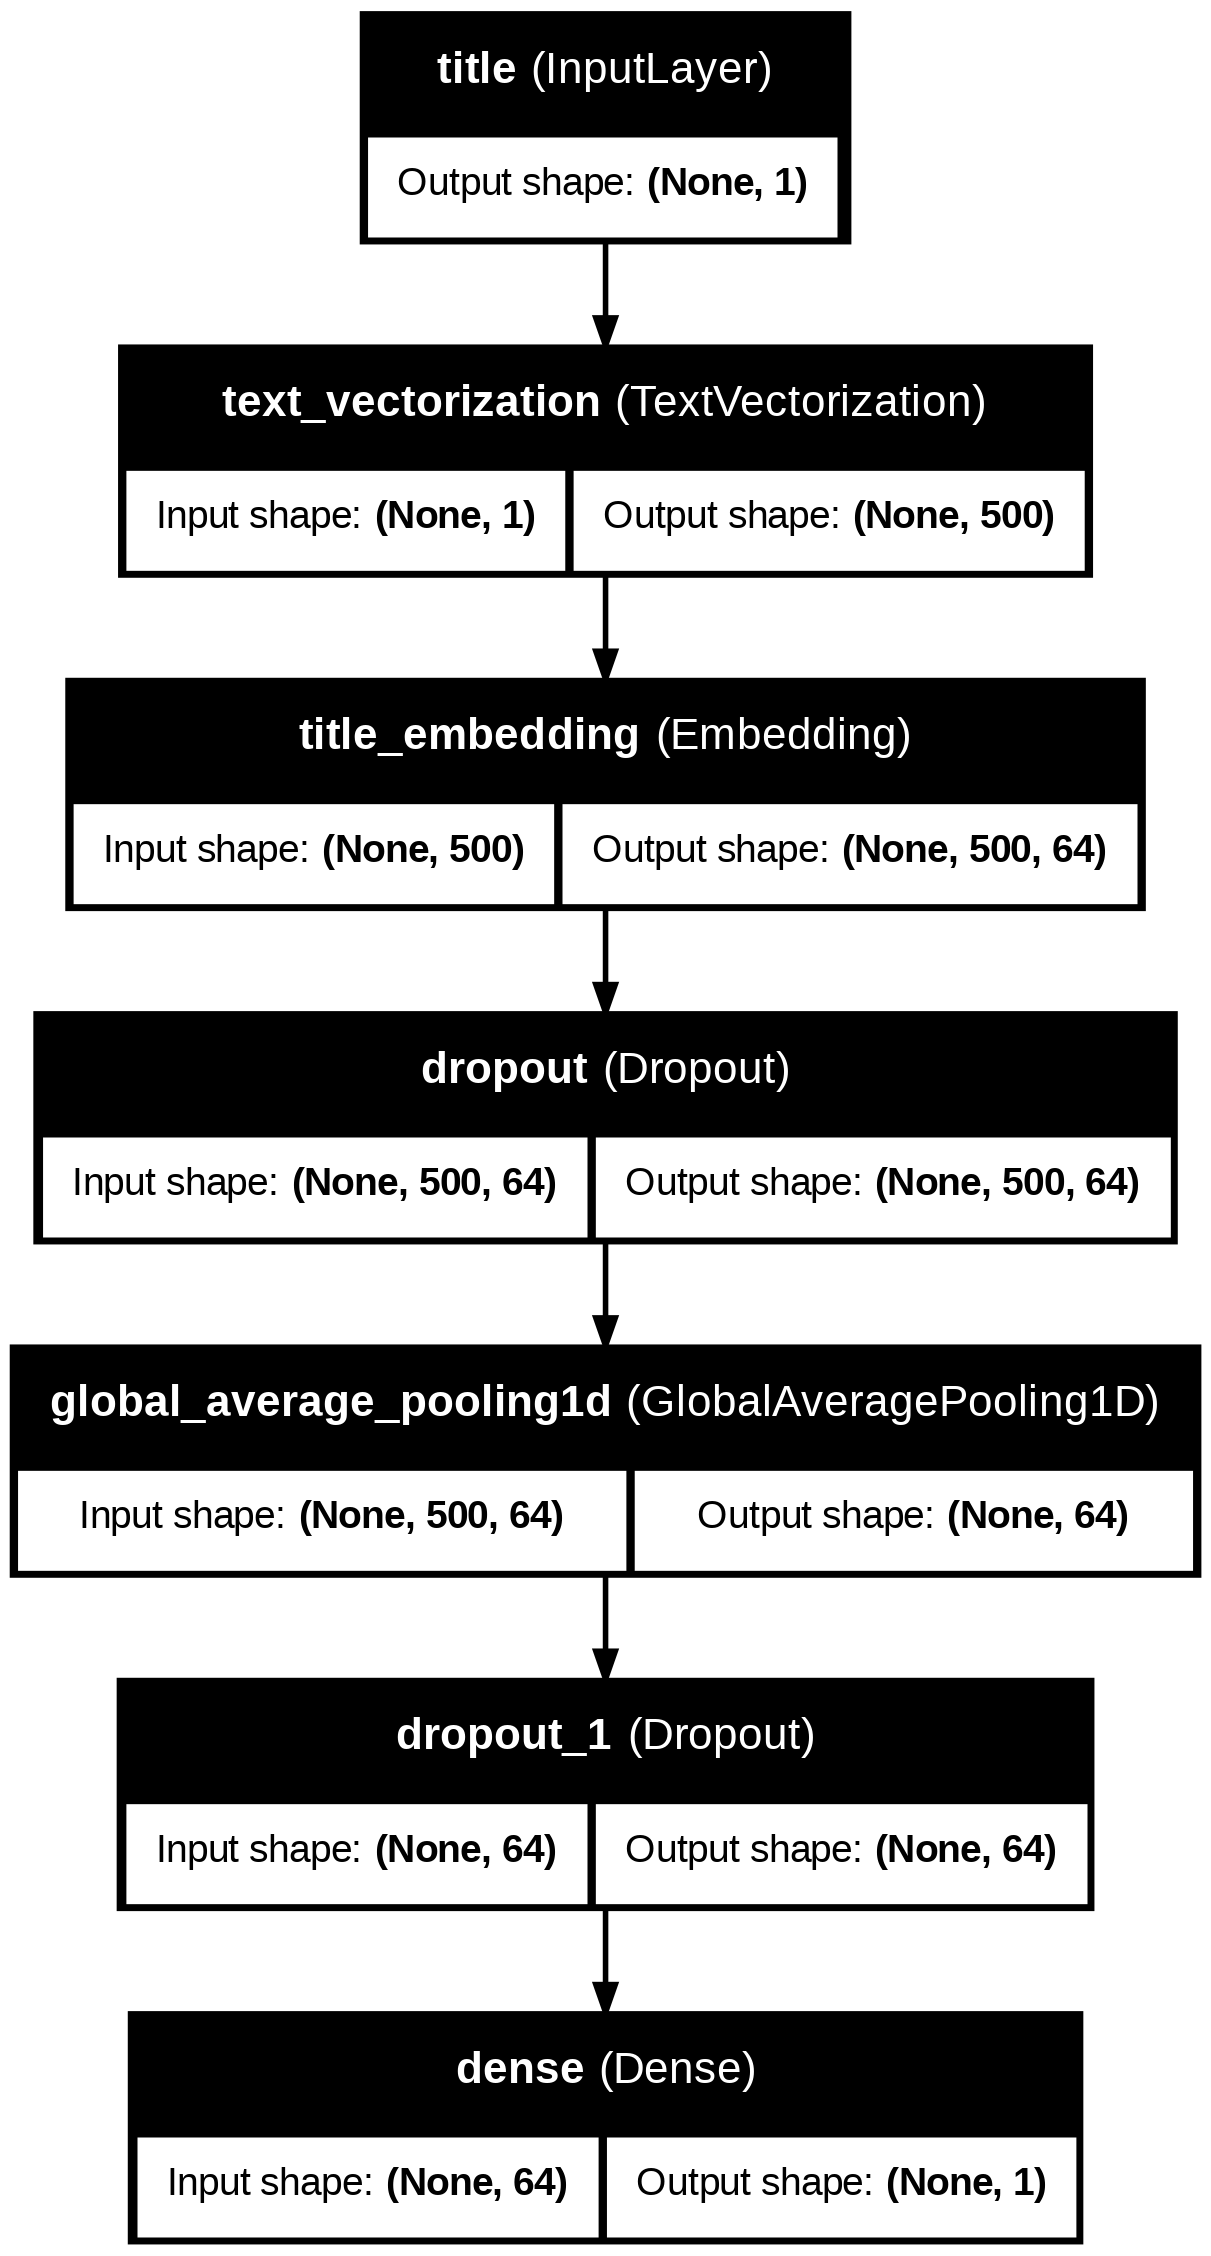 title (InputLayer)
Output shape: (None, 1)
text_vectorization (TextVectorization)
Input shape: (None, 1) Output shape: (None, 500)
title_embedding (Embedding)
Input shape: (None, 500) Output shape: (None, 500, 64)
dropout (Dropout)
Input shape: (None, 500, 64) Output shape: (None, 500, 64)
global_average_pooling1d (GlobalAveragePooling1D)
Input shape: (None, 500, 64) Output shape: (None, 64)
dropout_1 (Dropout)
Input shape: (None, 64) Output shape: (None, 64)
dense (Dense)
Input shape: (None, 64) Output shape: (None, 1)